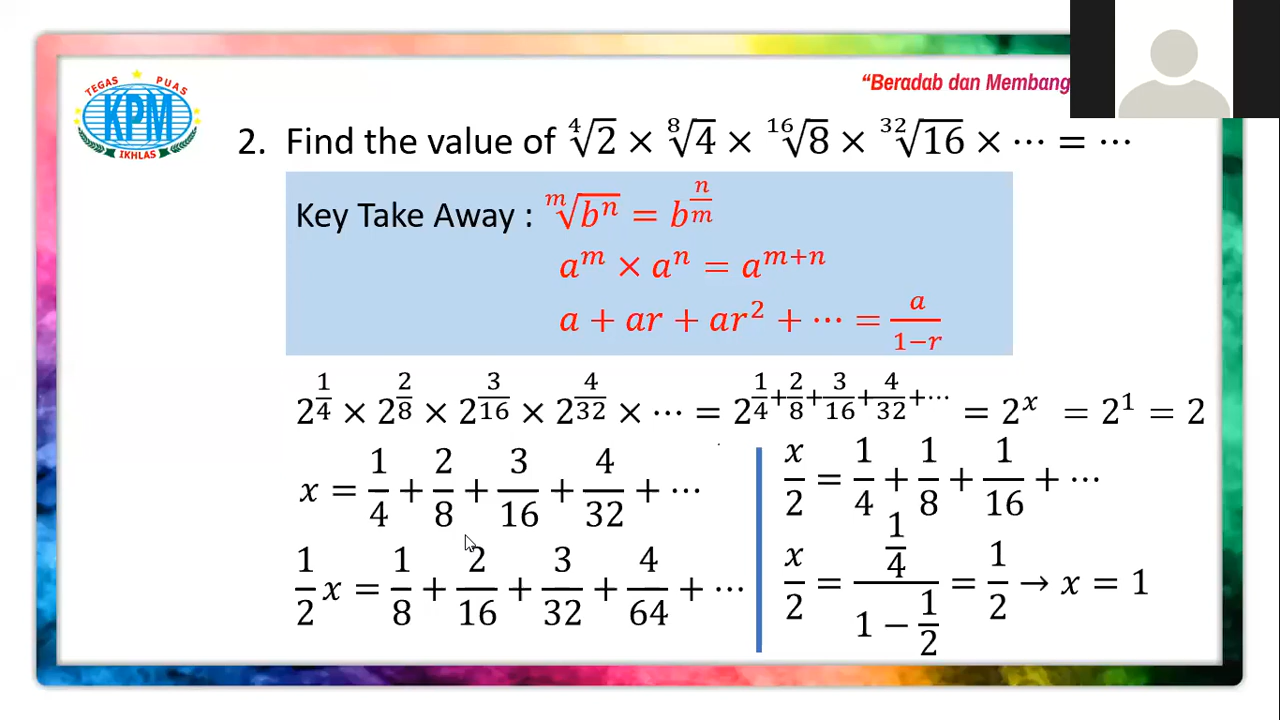 TEGAS PUAS
KPM
IKHLAS
“Beradab dan Membang
2. Find the value of ∜2 × ⁸√4 × ¹⁶√8 × ³²√16 × ⋯ = ⋯
Key Take Away : ᵐ√(bⁿ) = b^(n/m)
aᵐ × aⁿ = aᵐ⁺ⁿ
a + ar + ar² + ⋯ = a/(1−r)
2^(1/4) × 2^(2/8) × 2^(3/16) × 2^(4/32) × ⋯ = 2^(1/4+2/8+3/16+4/32+⋯) = 2ˣ = 2¹ = 2
x = 1/4 + 2/8 + 3/16 + 4/32 + ⋯
1/2 x = 1/8 + 2/16 + 3/32 + 4/64 + ⋯
x/2 = 1/4 + 1/8 + 1/16 + ⋯
x/2 = (1/4)/(1 − 1/2) = 1/2 → x = 1